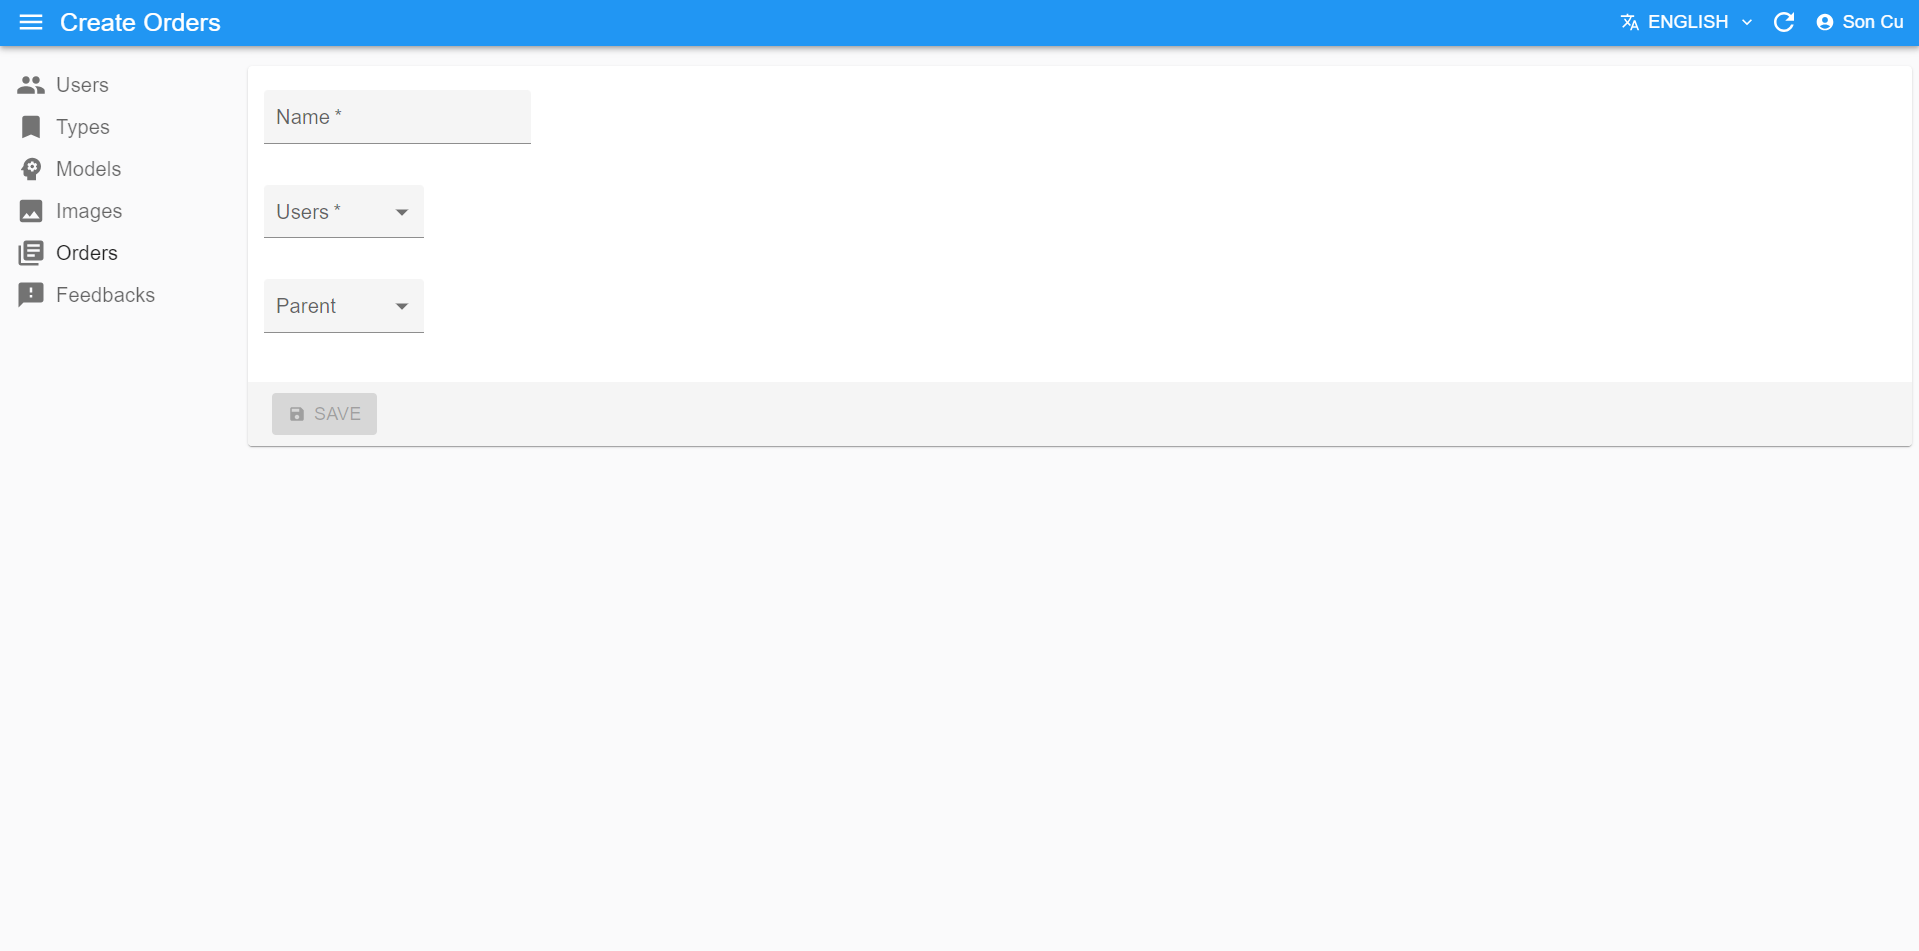 Create Orders
ENGLISH
Son Cu
Users
Types
Models
Images
Orders
Feedbacks
Name *
Users *
Parent
SAVE